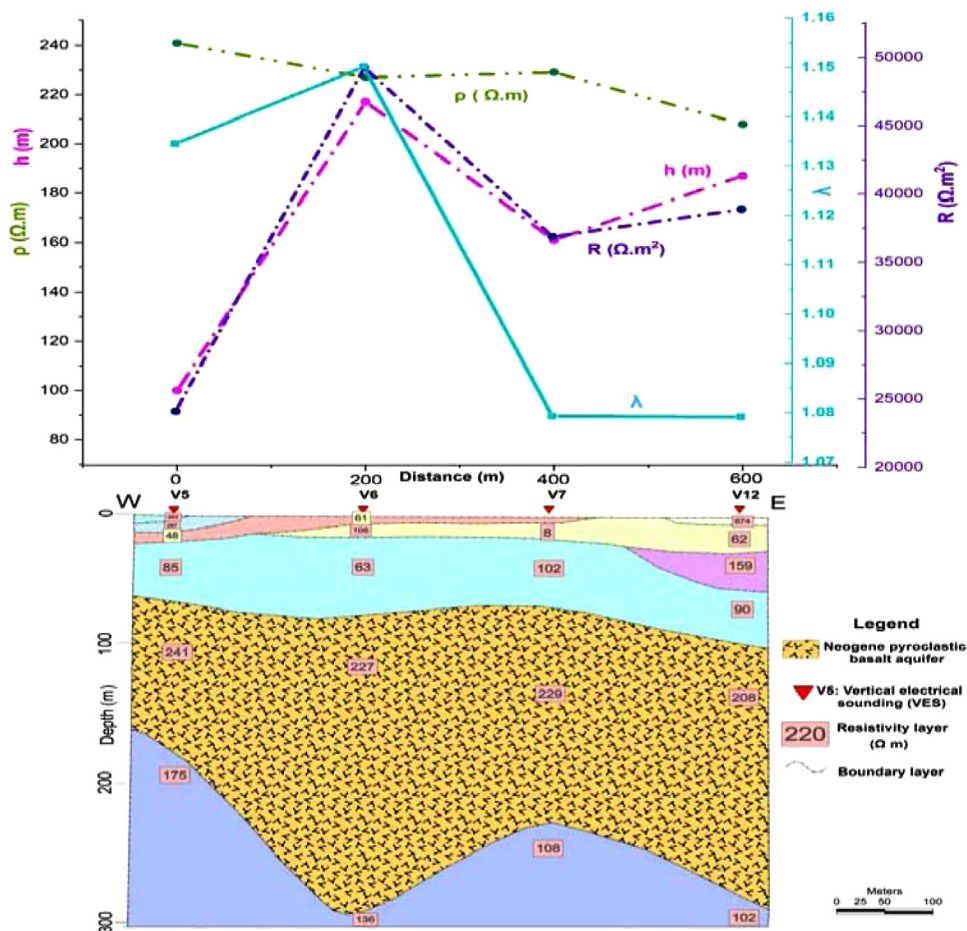 240
220
200
180
160
140
120
100
80
h (m)
ρ (Ω.m)
ρ ( Ω.m)
h (m)
R (Ω.m²)
λ
1.16
1.15
1.14
1.13
1.12
1.11
1.10
1.09
1.08
1.07
λ
50000
45000
40000
35000
30000
25000
20000
R (Ω.m²)
0
200
400
600
Distance (m)
W
V5
V6
V7
V12
E
0
100
200
300
Depth (m)
48
85
241
175
61
106
63
227
136
8
102
229
108
674
62
159
90
208
102
Legend
Neogene pyroclastic
basalt aquifer
V5: Vertical electrical
sounding (VES)
220
Resistivity layer
(Ω m)
Boundary layer
Meters
0 25 50 100